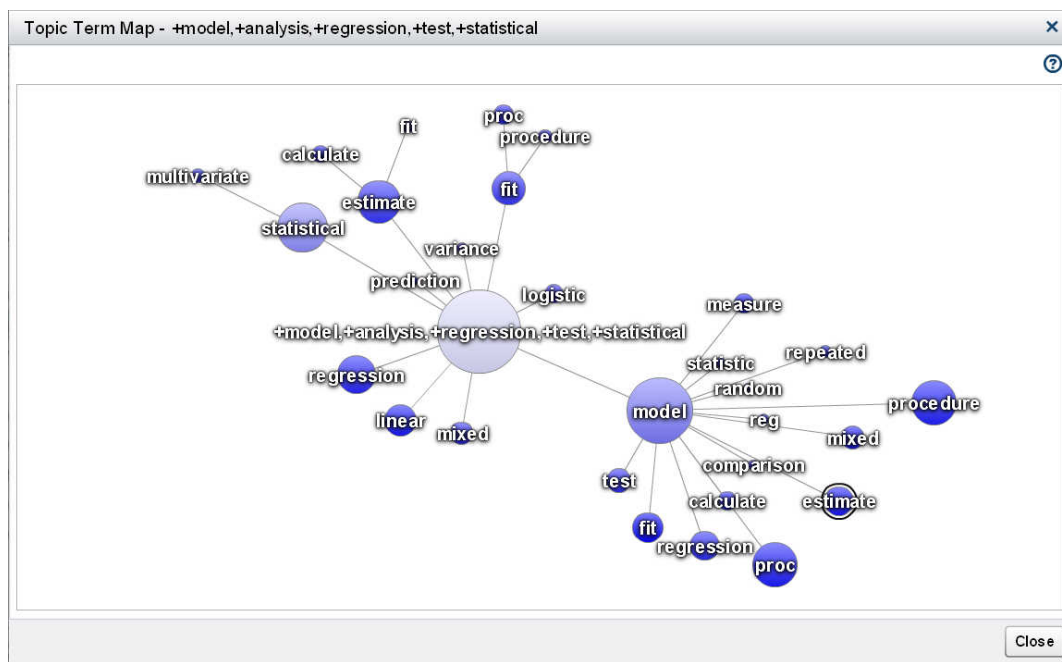 Topic Term Map - +model,+analysis,+regression,+test,+statistical
×
?
fit
proc
procedure
calculate
multivariate
fit
estimate
statistical
variance
prediction
logistic
measure
+model,+analysis,+regression,+test,+statistical
statistic
repeated
regression
random
procedure
model
reg
linear
mixed
mixed
comparison
test
calculate
estimate
fit
regression
proc
Close